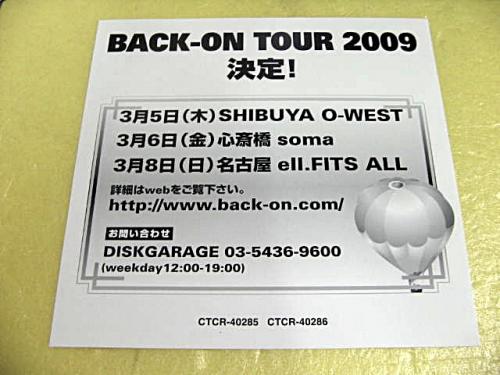 BACK-ON TOUR 2009
決定!
3月5日(木)SHIBUYA O-WEST
3月6日(金)心斎橋 soma
3月8日(日)名古屋 ell.FITS ALL
詳細はwebをご覧下さい。
http://www.back-on.com/
お問い合わせ
DISKGARAGE 03-5436-9600
(weekday12:00-19:00)
CTCR-40285 CTCR-40286